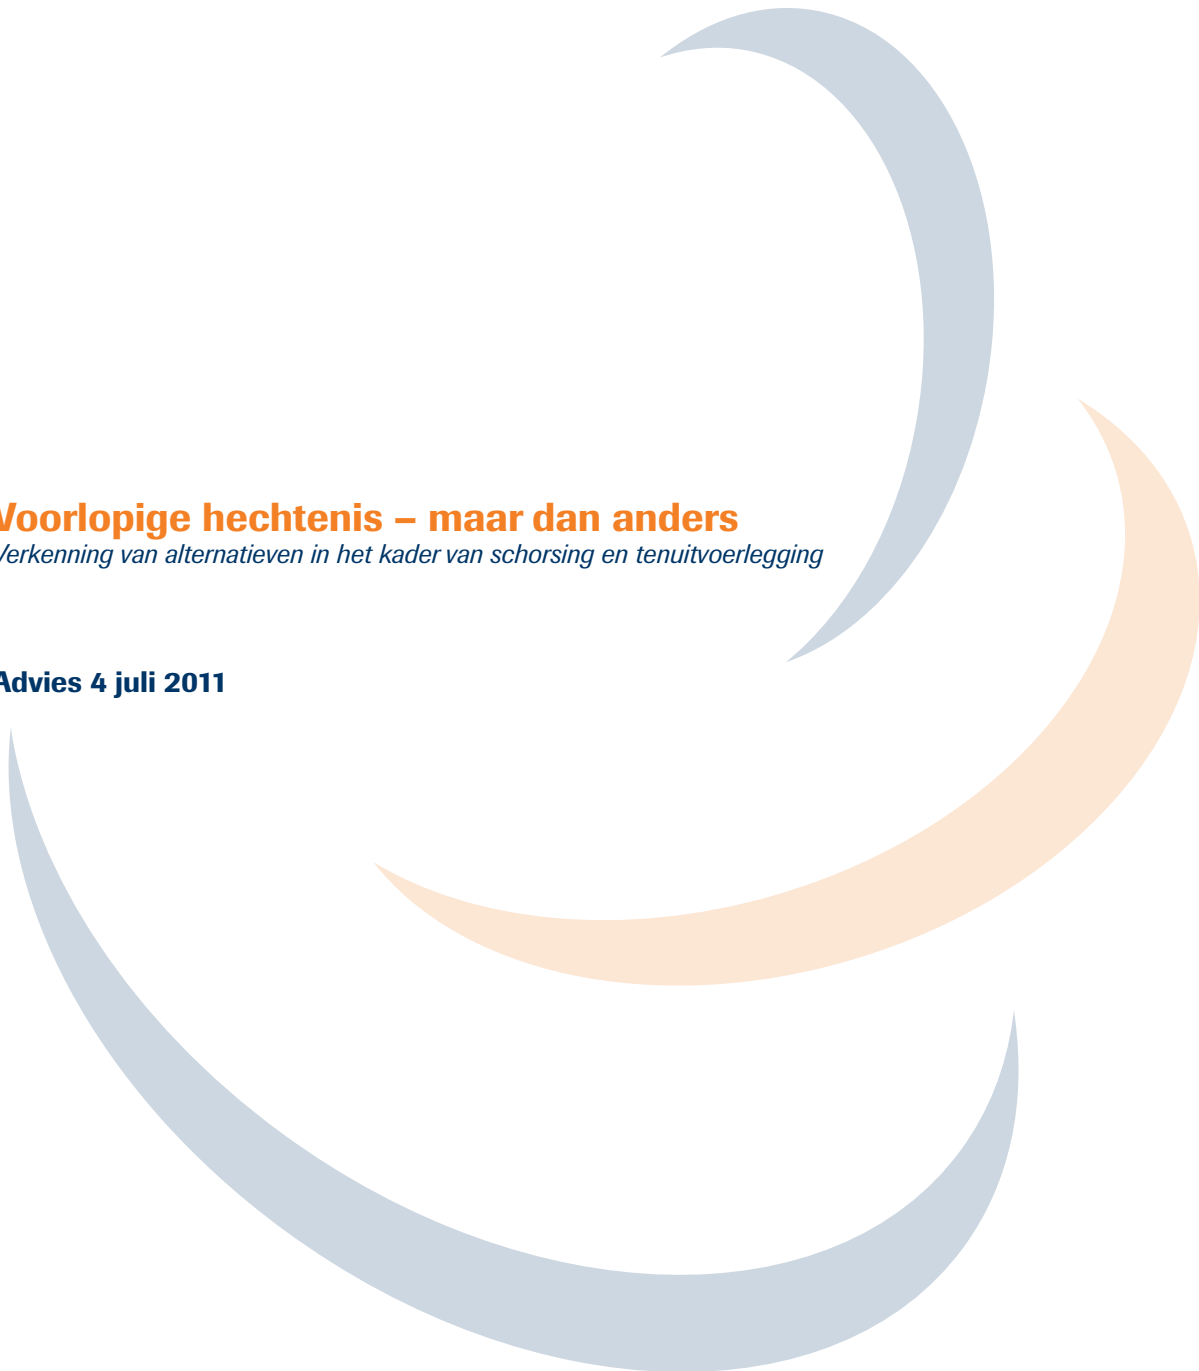 Voorlopige hechtenis – maar dan anders
Verkenning van alternatieven in het kader van schorsing en tenuitvoerlegging
Advies 4 juli 2011